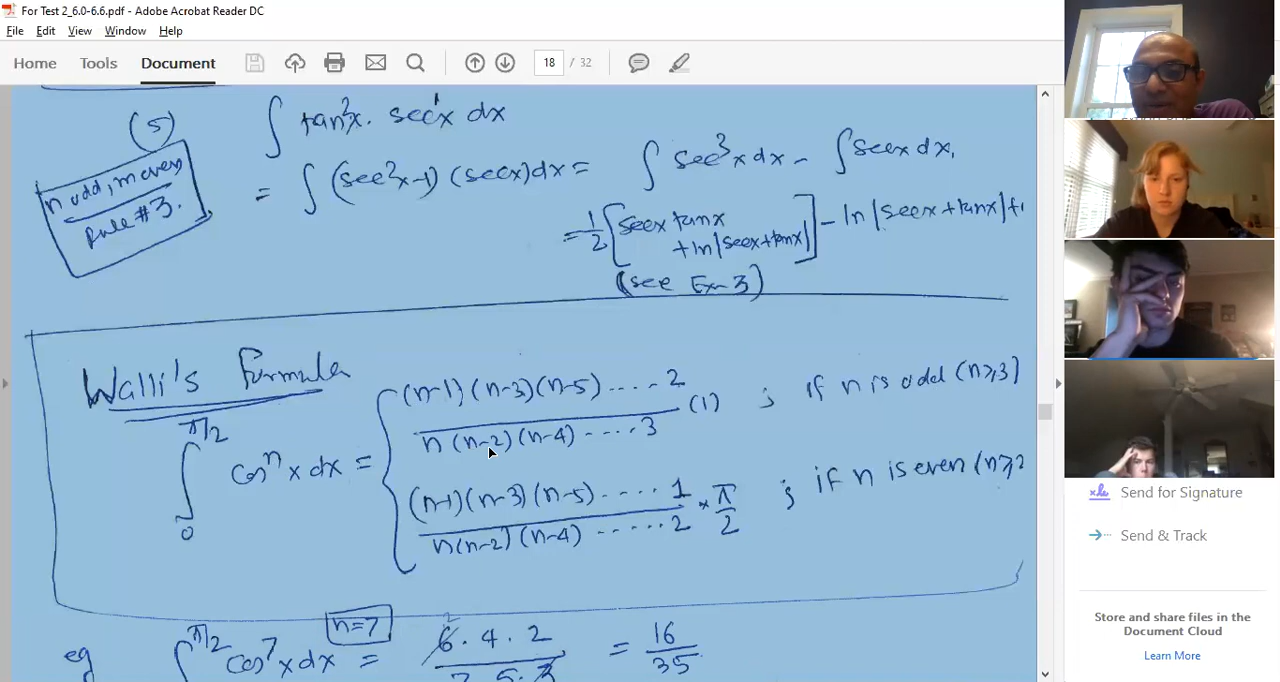 For Test 2_6.0-6.6.pdf - Adobe Acrobat Reader DC
File Edit View Window Help
Home Tools Document 18 / 32
(5) ∫ tan²x. sec¹x dx
n odd, m even
Rule #3.
= ∫ (sec²x-1) (secx)dx = ∫ sec³x dx - ∫ secx dx.
= 1/2 [secx tanx + ln|secx+tanx|] - ln|secx+tanx|+
(see Ex-3)
Walli's Formula
∫₀^π/2 cosⁿx dx = { (n-1)(n-3)(n-5).....2 / n(n-2)(n-4).....3 (1) ; if n is odd (n≥3)
(n-1)(n-3)(n-5).....1 / n(n-2)(n-4)......2 × π/2 ; if n is even (n≥2
n=7
eg ∫^π/2 cos⁷x dx = 6.4.2 / 7.5.3 = 16/35.
Send for Signature
Send & Track
Store and share files in the
Document Cloud
Learn More